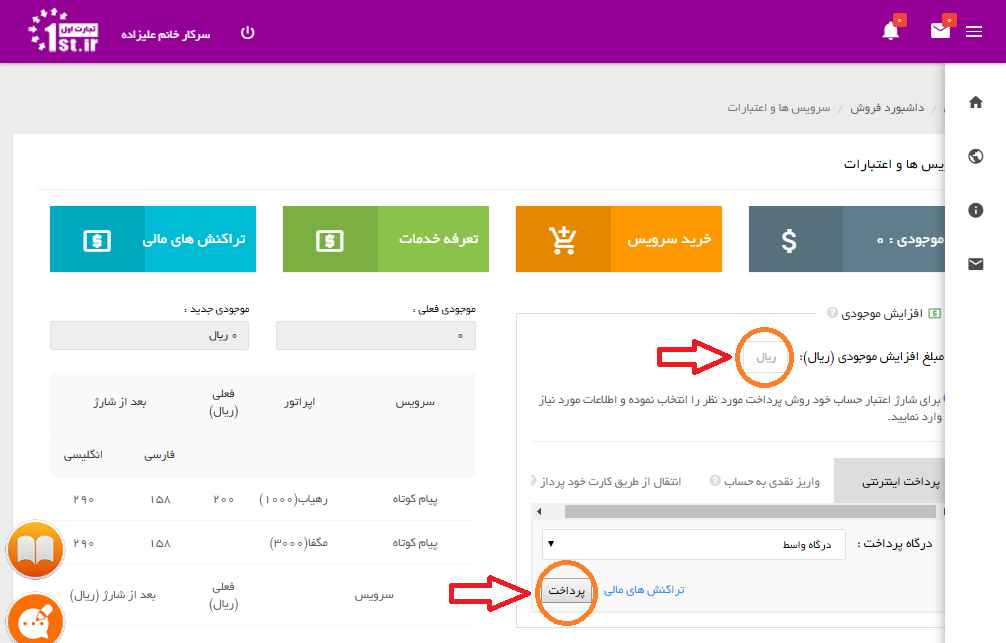 تجارت اول
1st.ir
سرکار خانم علیزاده
۰
۰
داشبورد فروش / سرویس ها و اعتبارات
یس ها و اعتبارات
موجودی : ۰
خرید سرویس
تعرفه خدمات
تراکنش های مالی
افزایش موجودی
مبلغ افزایش موجودی (ریال):
ریال
برای شارژ اعتبار حساب خود روش پرداخت مورد نظر را انتخاب نموده و اطلاعات مورد نیاز
وارد نمایید.
پرداخت اینترنتی
واریز نقدی به حساب
انتقال از طریق کارت خود پرداز
درگاه پرداخت :
درگاه واسط
تراکنش های مالی
پرداخت
موجودی فعلی :
موجودی جدید :
۰
۰ ریال
سرویس
اپراتور
فعلی
(ریال)
بعد از شارژ
فارسی
انگلیسی
پیام کوتاه
رهیاب(۱۰۰۰)
۲۰۰
۱۵۸
۲۹۰
پیام کوتاه
مگفا(۳۰۰۰)
۱۵۸
۲۹۰
سرویس
فعلی
(ریال)
بعد از شارژ (ریال)